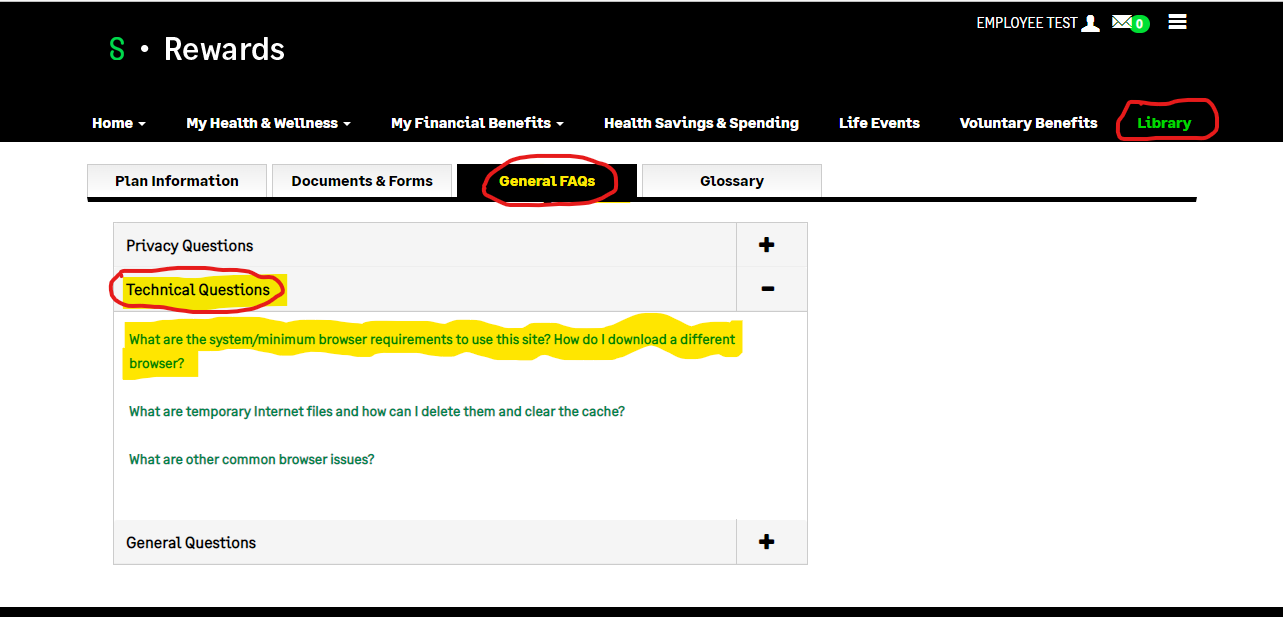 EMPLOYEE TEST 0
S · Rewards
Home My Health & Wellness My Financial Benefits Health Savings & Spending Life Events Voluntary Benefits Library
Plan Information Documents & Forms General FAQs Glossary
Privacy Questions
Technical Questions
What are the system/minimum browser requirements to use this site? How do I download a different
browser?
What are temporary Internet files and how can I delete them and clear the cache?
What are other common browser issues?
General Questions